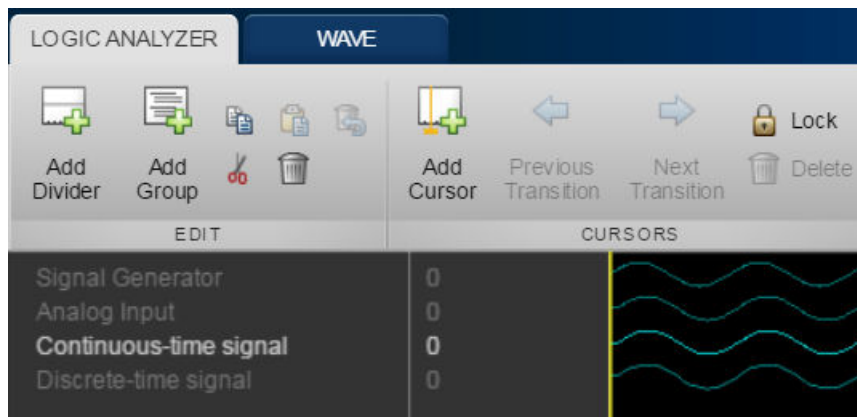 LOGIC ANALYZER
WAVE
Add
Divider
Add
Group
EDIT
Add
Cursor
Previous
Transition
Next
Transition
Lock
Delete
CURSORS
Signal Generator 0
Analog Input 0
Continuous-time signal 0
Discrete-time signal 0